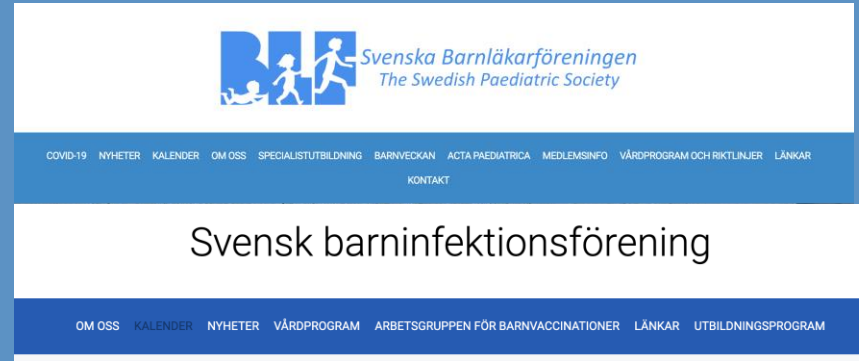 BLF
Svenska Barnläkarföreningen
The Swedish Paediatric Society
COVID-19 NYHETER KALENDER OM OSS SPECIALISTUTBILDNING BARNVECKAN ACTA PAEDIATRICA MEDLEMSINFO VÅRDPROGRAM OCH RIKTLINJER LÄNKAR
KONTAKT
Svensk barninfektionsförening
OM OSS KALENDER NYHETER VÅRDPROGRAM ARBETSGRUPPEN FÖR BARNVACCINATIONER LÄNKAR UTBILDNINGSPROGRAM